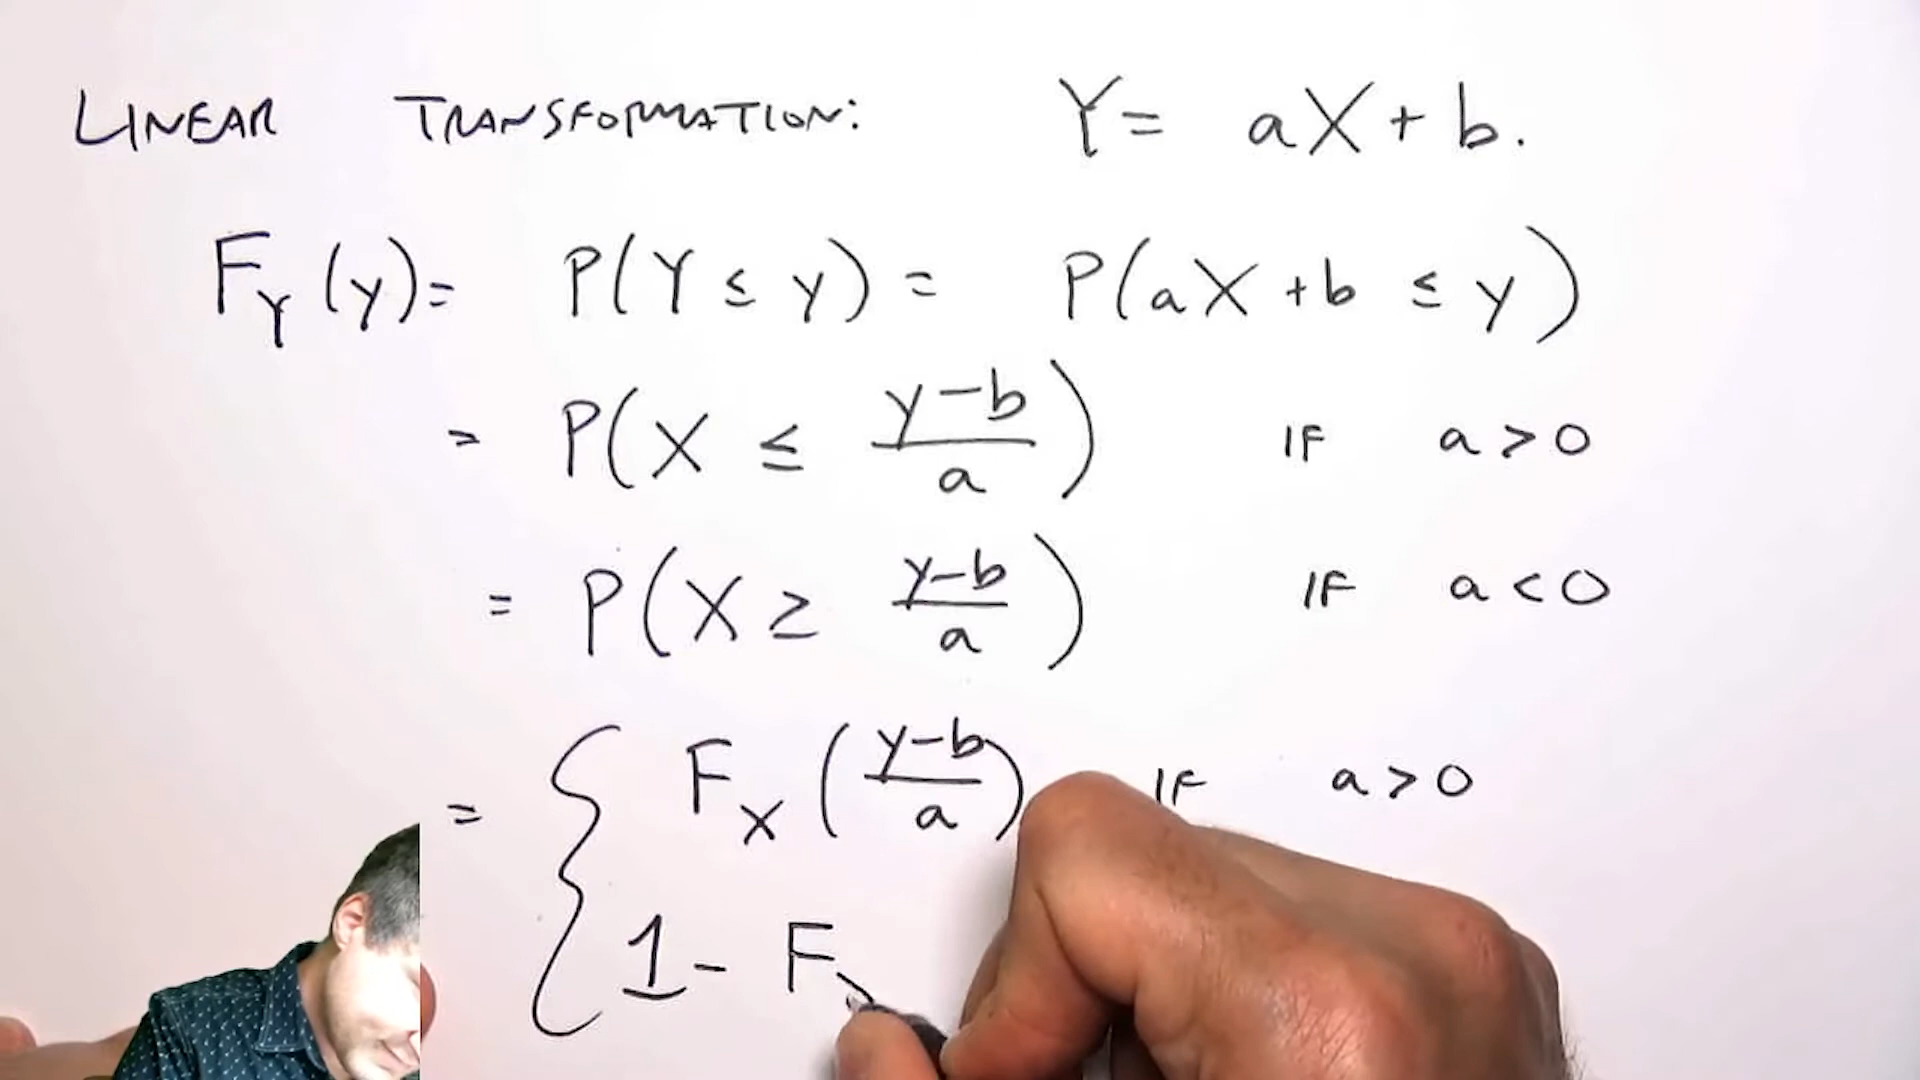 LINEAR TRANSFORMATION: Y = aX + b.
F_Y(y) = P(Y ≤ y) = P(aX + b ≤ y)
= P(X ≤ (y-b)/a) IF a > 0
= P(X ≥ (y-b)/a) IF a < 0
= { F_X((y-b)/a) IF a > 0
1 - F